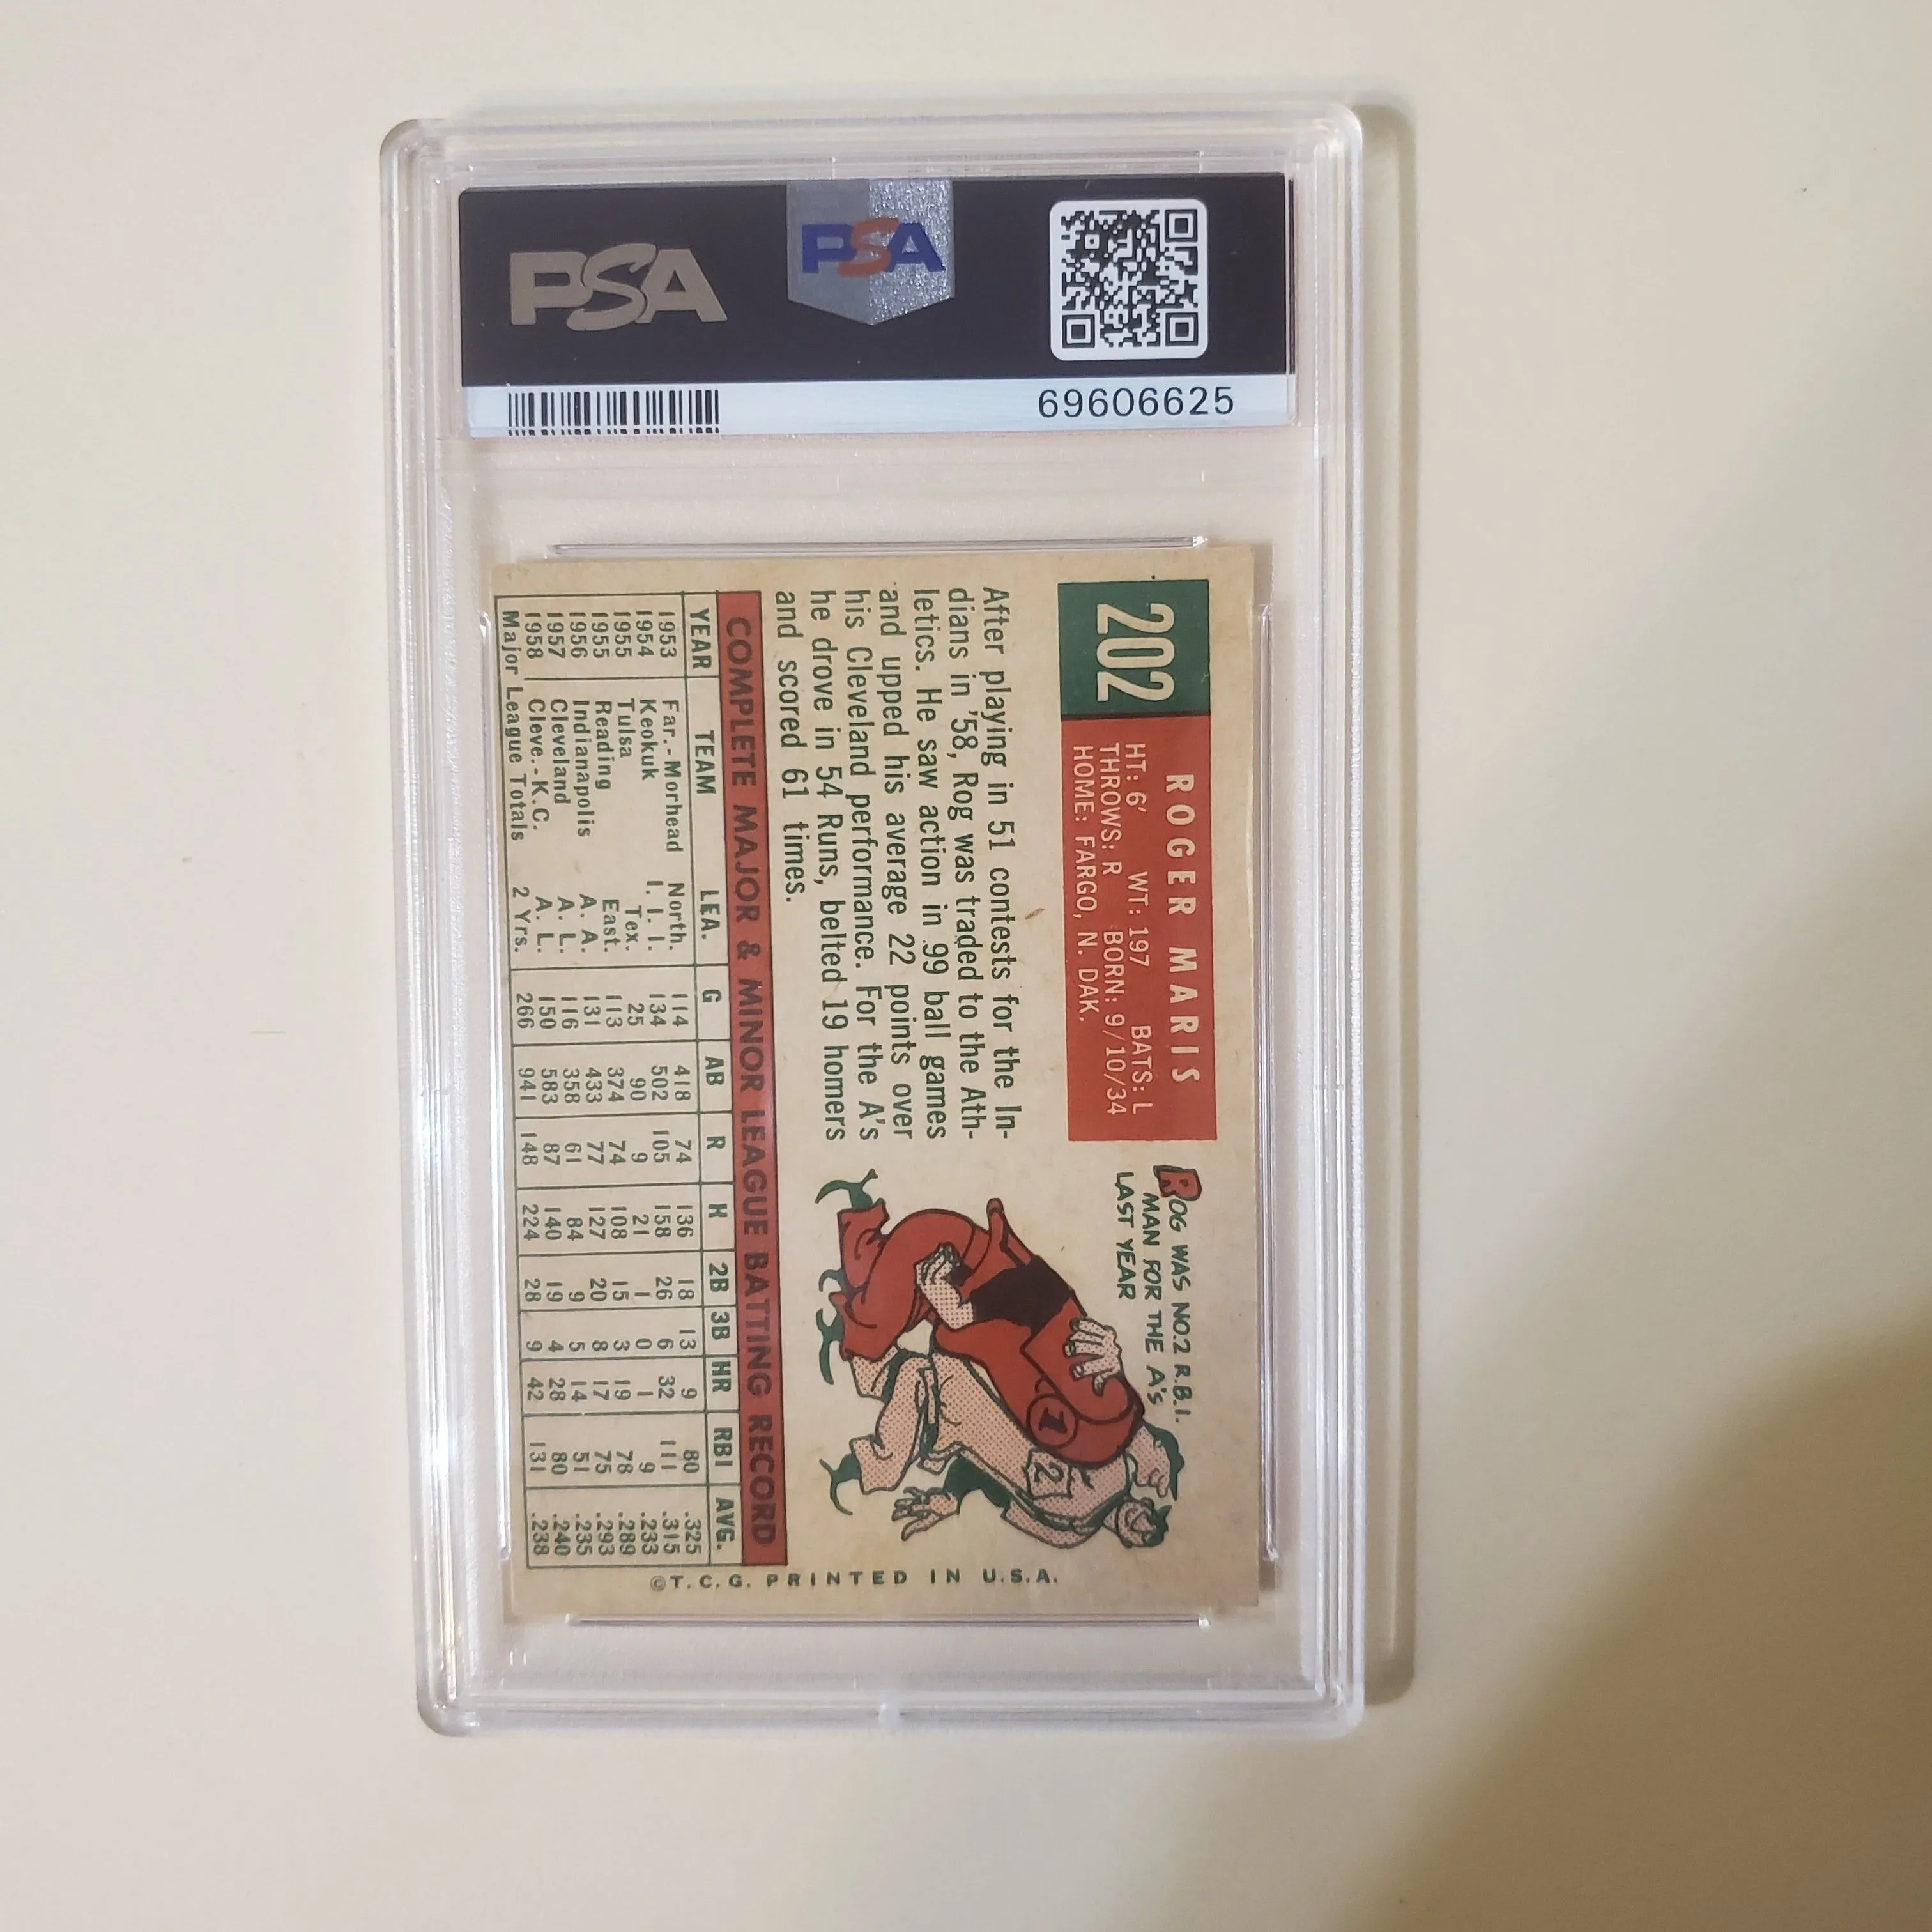 PSA
PSA
69606625
202
ROGER MARIS
HT: 6' WT: 197 BATS: L
THROWS: R BORN: 9/10/34
HOME: FARGO, N. DAK.
ROG WAS NO.2 R.B.I.
MAN FOR THE A'S
LAST YEAR
After playing in 51 contests for the In-
dians in '58, Rog was traded to the Ath-
letics. He saw action in 99 ball games
and upped his average 22 points over
his Cleveland performance. For the A's
he drove in 54 Runs, belted 19 homers
and scored 61 times.
1
2
COMPLETE MAJOR & MINOR LEAGUE BATTING RECORD
YEAR TEAM LEA. G AB R H 2B 3B HR RBI AVG.
1953 Far.-Morhead North. 114 418 74 136 18 13 9 80 .325
1954 Keokuk I. I. I. 134 502 105 158 26 6 32 111 .315
1955 Tulsa Tex. 25 90 9 21 1 0 1 9 .233
1955 Reading East. 113 374 74 108 15 3 19 78 .289
1956 Indianapolis A. A. 131 433 77 127 20 8 17 75 .293
1957 Cleveland A. L. 116 358 61 84 9 5 14 51 .235
1958 Cleve.-K.C. A. L. 150 583 87 140 19 4 28 80 .240
Major League Totals 2 Yrs. 266 941 148 224 28 9 42 131 .238
©T.C.G. PRINTED IN U.S.A.